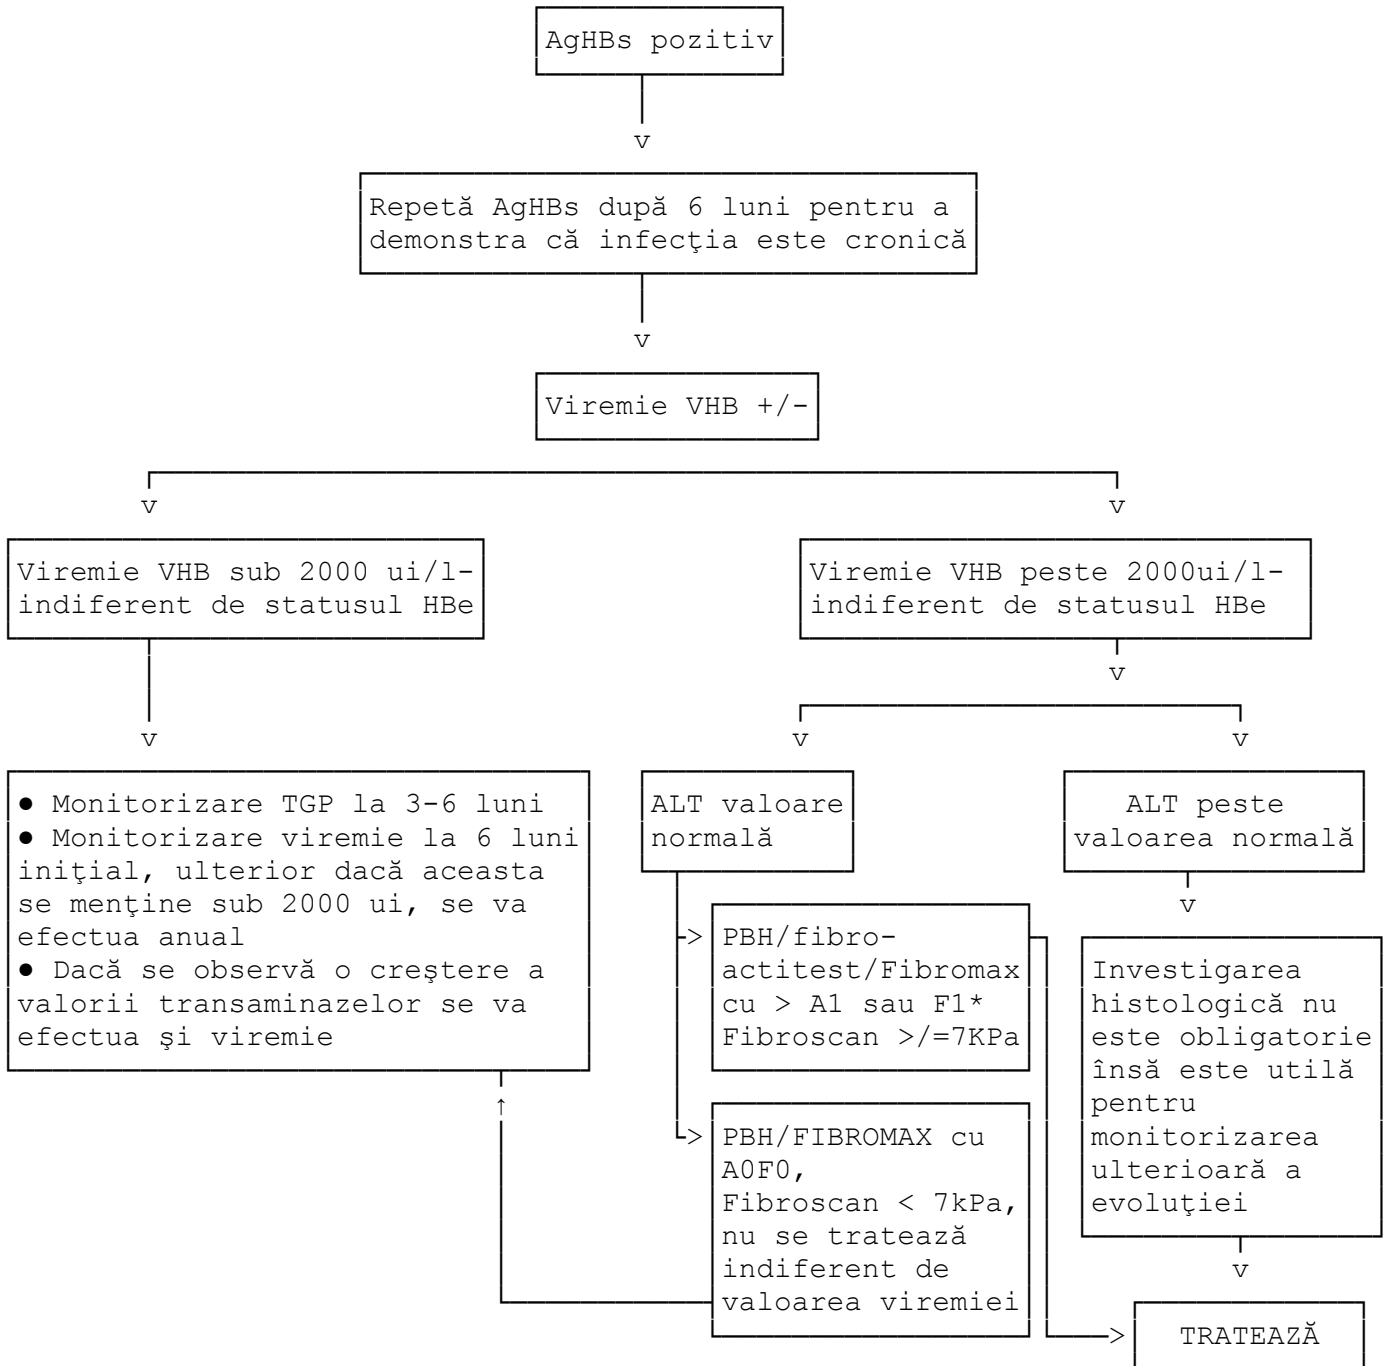 AgHBs pozitiv
Repetă AgHBs după 6 luni pentru a
demonstra că infecţia este cronică
Viremie VHB +/-
Viremie VHB sub 2000 ui/l-
indiferent de statusul HBe
Viremie VHB peste 2000ui/l-
indiferent de statusul HBe
● Monitorizare TGP la 3-6 luni
● Monitorizare viremie la 6 luni
iniţial, ulterior dacă aceasta
se menţine sub 2000 ui, se va
efectua anual
● Dacă se observă o creştere a
valorii transaminazelor se va
efectua şi viremie
ALT valoare
normală
ALT peste
valoarea normală
PBH/fibro-
actitest/Fibromax
cu > A1 sau F1*
Fibroscan >/=7KPa
PBH/FIBROMAX cu
A0F0,
Fibroscan < 7kPa,
nu se tratează
indiferent de
valoarea viremiei
Investigarea
histologică nu
este obligatorie
însă este utilă
pentru
monitorizarea
ulterioară a
evoluţiei
TRATEAZĂ